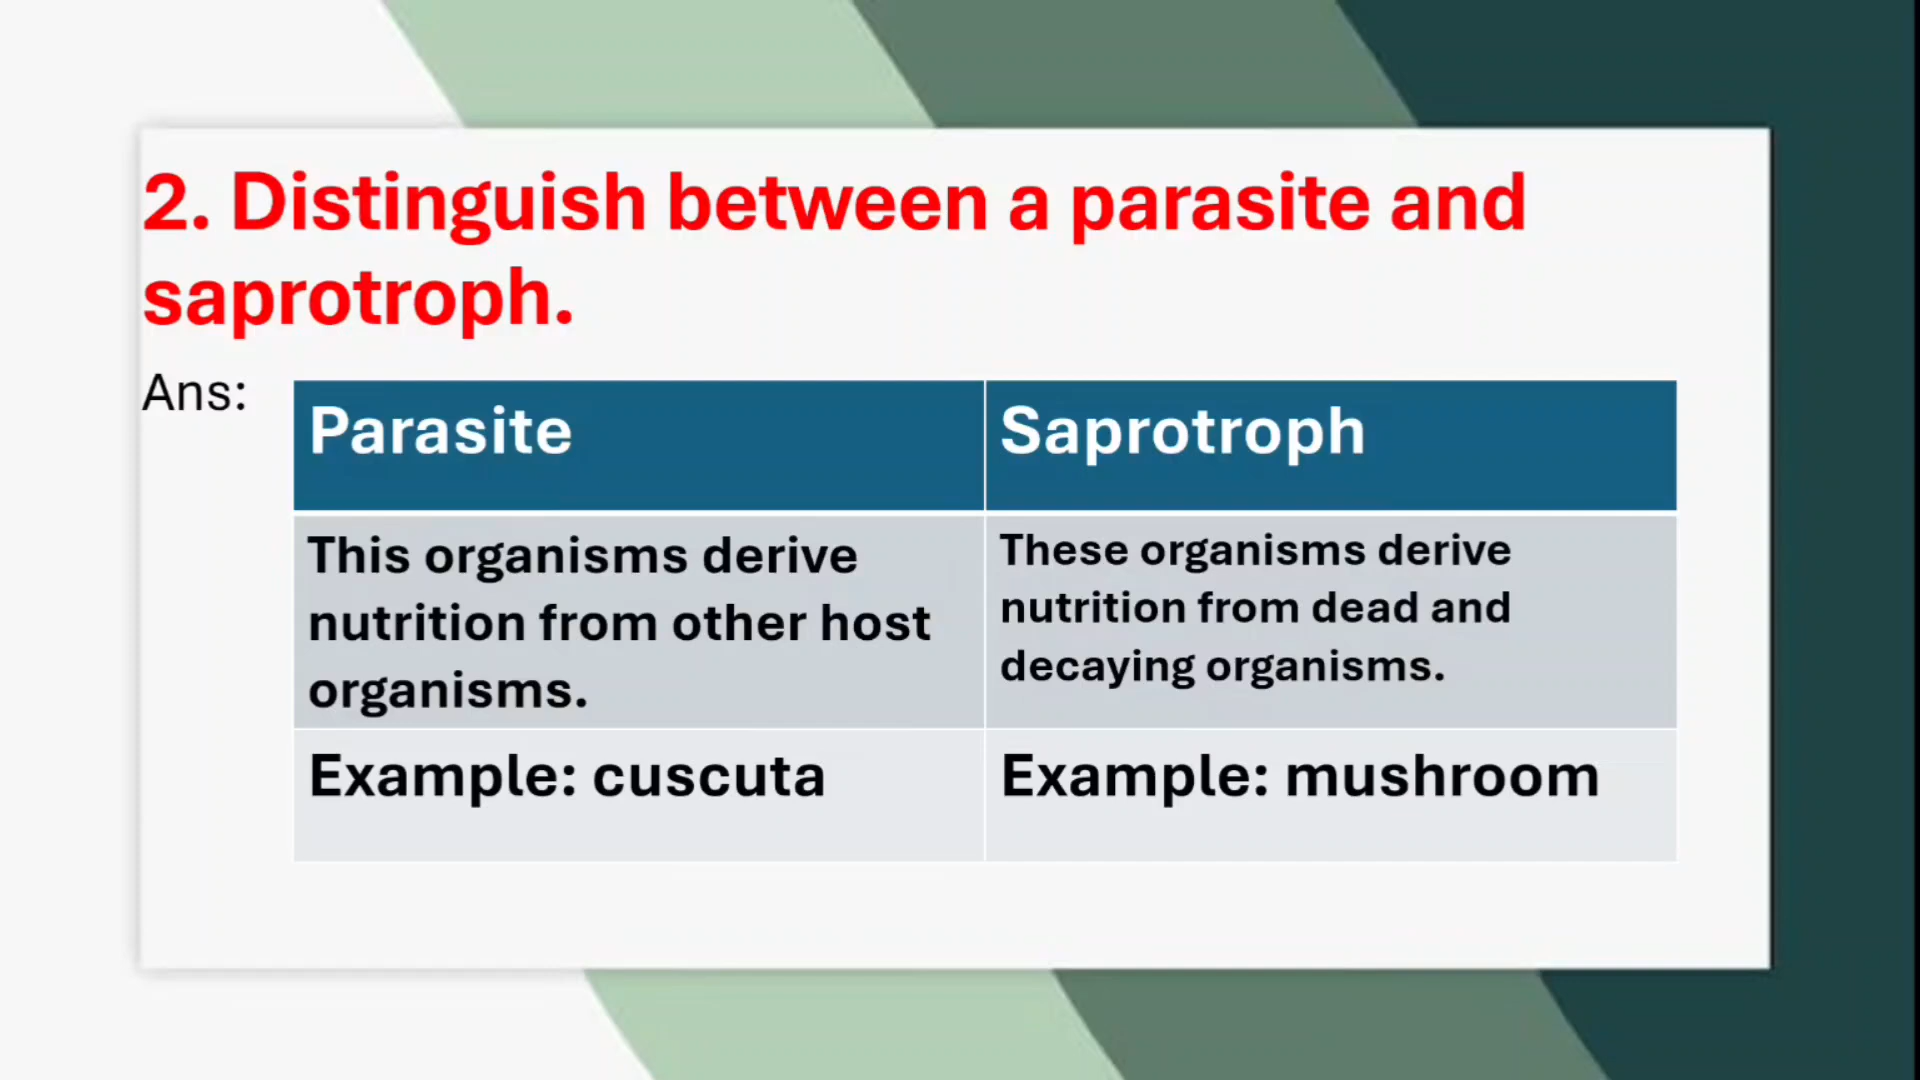 2. Distinguish between a parasite and
saprotroph.
Ans:
Parasite
Saprotroph
This organisms derive
nutrition from other host
organisms.
These organisms derive
nutrition from dead and
decaying organisms.
Example: cuscuta
Example: mushroom